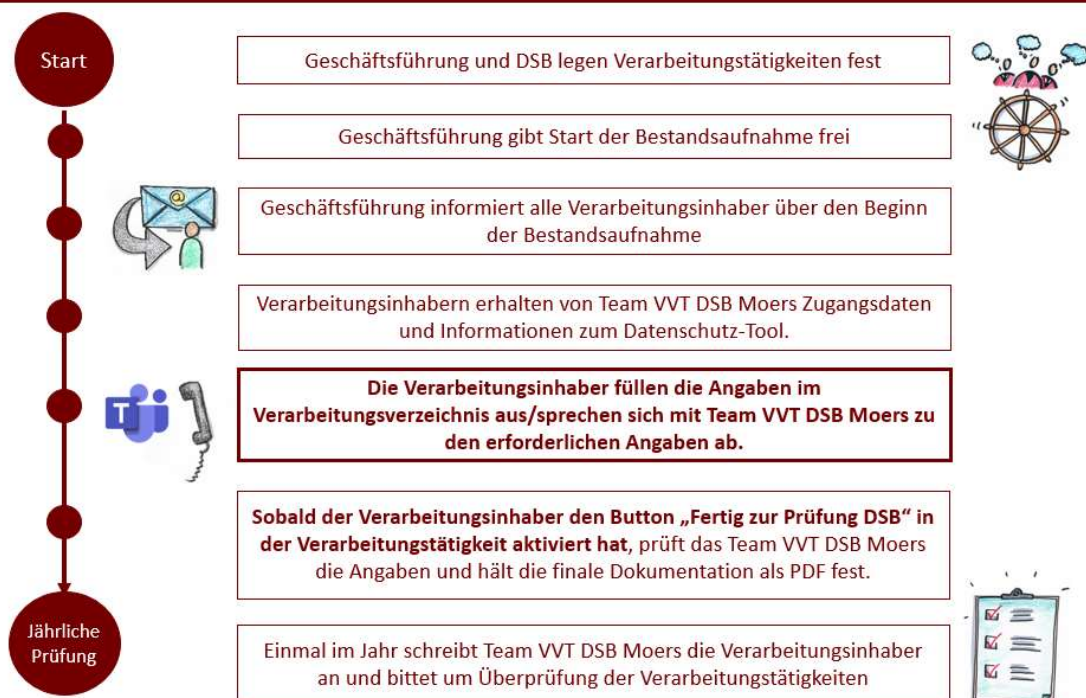 Start
Geschäftsführung und DSB legen Verarbeitungstätigkeiten fest
Geschäftsführung gibt Start der Bestandsaufnahme frei
@
Geschäftsführung informiert alle Verarbeitungsinhaber über den Beginn
der Bestandsaufnahme
Verarbeitungsinhabern erhalten von Team VVT DSB Moers Zugangsdaten
und Informationen zum Datenschutz-Tool.
T
Die Verarbeitungsinhaber füllen die Angaben im
Verarbeitungsverzeichnis aus/sprechen sich mit Team VVT DSB Moers zu
den erforderlichen Angaben ab.
Sobald der Verarbeitungsinhaber den Button „Fertig zur Prüfung DSB“ in
der Verarbeitungstätigkeit aktiviert hat, prüft das Team VVT DSB Moers
die Angaben und hält die finale Dokumentation als PDF fest.
Jährliche
Prüfung
Einmal im Jahr schreibt Team VVT DSB Moers die Verarbeitungsinhaber
an und bittet um Überprüfung der Verarbeitungstätigkeiten